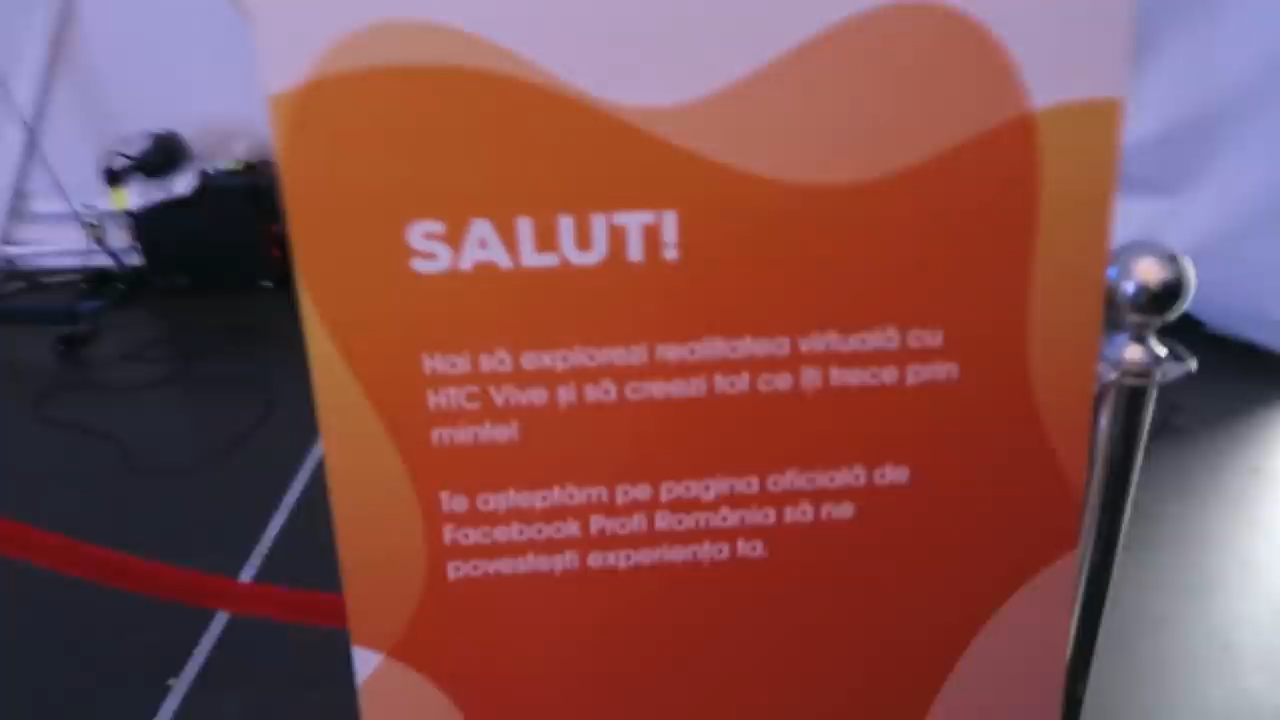 SALUT!
Hai să explorezi realitatea virtuală cu
HTC Vive și să creezi tot ce îți trece prin
minte!
Te așteptăm pe pagina oficială de
Facebook Profi România să ne
povestești experiența ta.